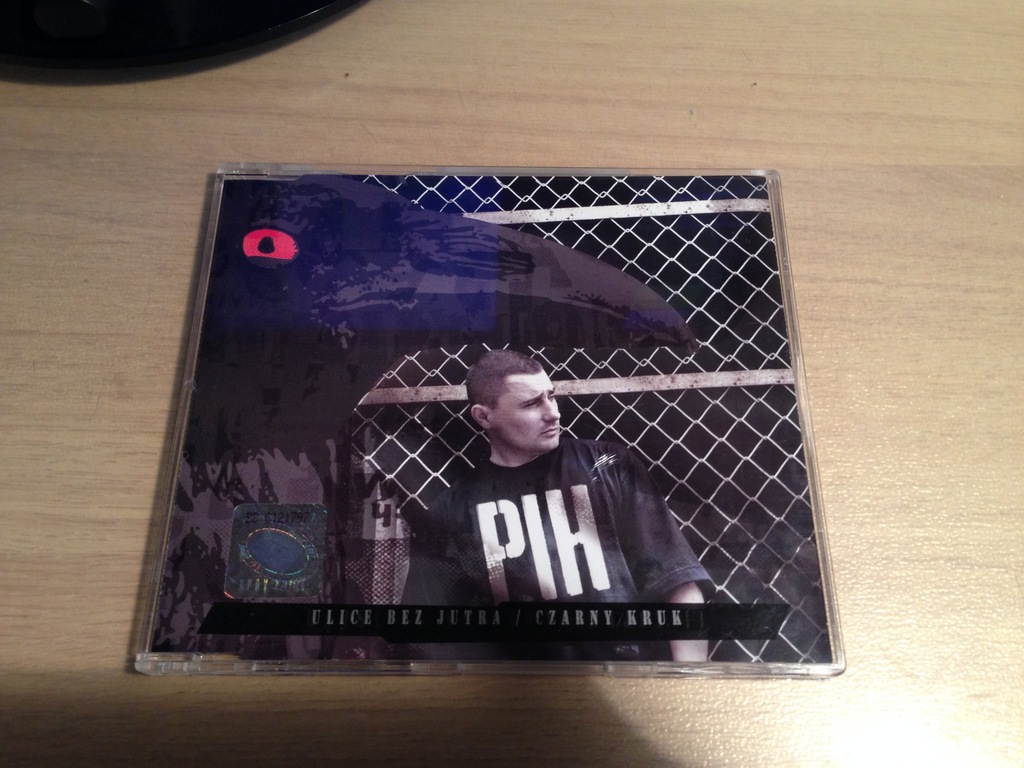 PIH
ULICE BEZ JUTRA / CZARNY KRUK